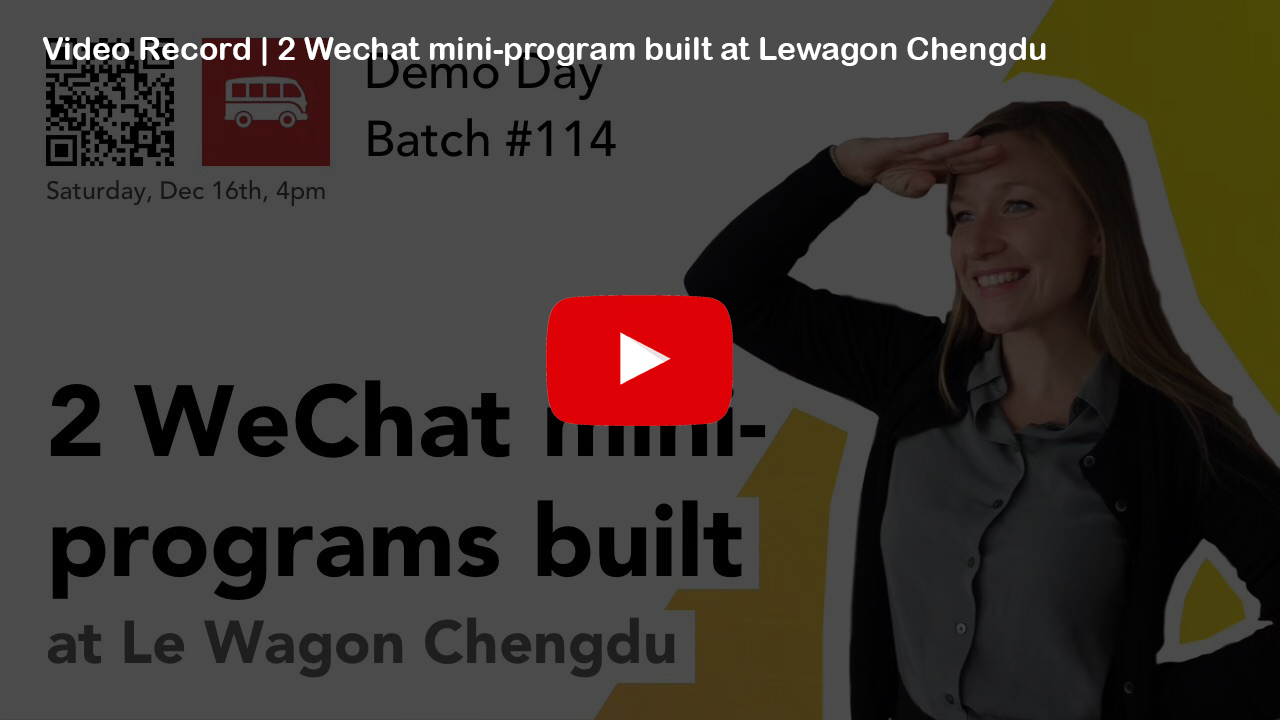 Video Record | 2 Wechat mini-program built at Lewagon Chengdu
Demo Day
Batch #114
Saturday, Dec 16th, 4pm
2 WeChat mini-
programs built
at Le Wagon Chengdu